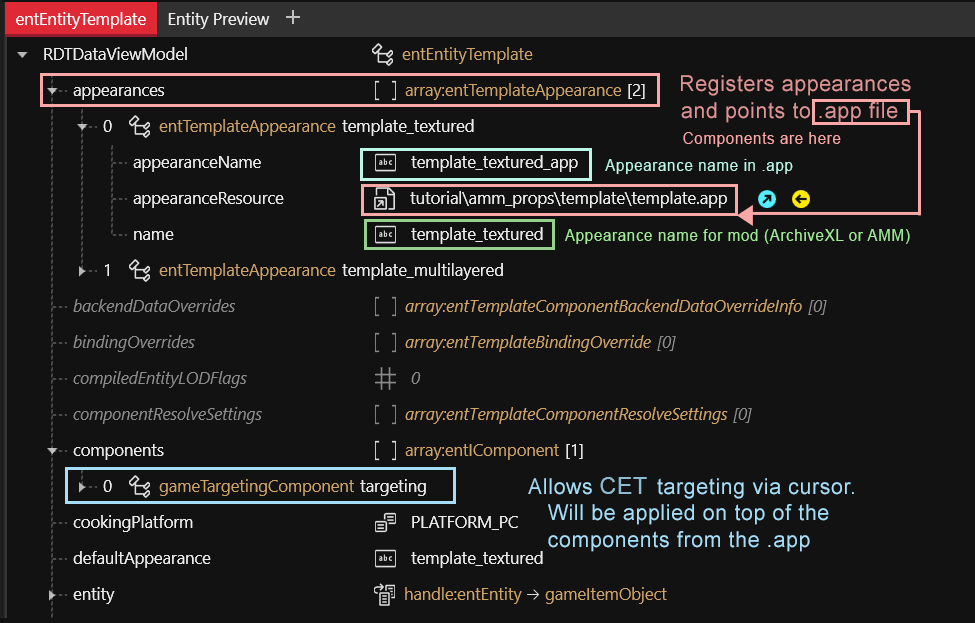 entEntityTemplate Entity Preview +
RDTDataViewModel entEntityTemplate
appearances [ ] array:entTemplateAppearance [2]
Registers appearances
and points to .app file
Components are here
0 entTemplateAppearance template_textured
appearanceName abc template_textured_app Appearance name in .app
appearanceResource tutorial\amm_props\template\template.app
name abc template_textured Appearance name for mod (ArchiveXL or AMM)
1 entTemplateAppearance template_multilayered
backendDataOverrides [ ] array:entTemplateComponentBackendDataOverrideInfo [0]
bindingOverrides [ ] array:entTemplateBindingOverride [0]
compiledEntityLODFlags # 0
componentResolveSettings [ ] array:entTemplateComponentResolveSettings [0]
components [ ] array:entIComponent [1]
0 gameTargetingComponent targeting
Allows CET targeting via cursor.
Will be applied on top of the
components from the .app
cookingPlatform PLATFORM_PC
defaultAppearance abc template_textured
entity handle:entEntity → gameItemObject